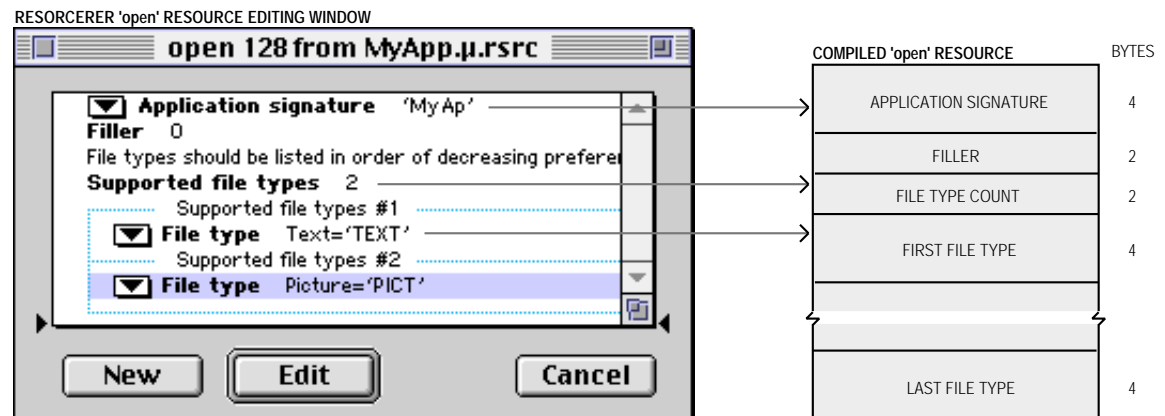 RESORCERER 'open' RESOURCE EDITING WINDOW
open 128 from MyApp.µ.rsrc
Application signature 'MyAp'
Filler 0
File types should be listed in order of decreasing prefere
Supported file types 2
Supported file types #1
File type Text='TEXT'
Supported file types #2
File type Picture='PICT'
New Edit Cancel
COMPILED 'open' RESOURCE BYTES
APPLICATION SIGNATURE 4
FILLER 2
FILE TYPE COUNT 2
FIRST FILE TYPE 4
LAST FILE TYPE 4